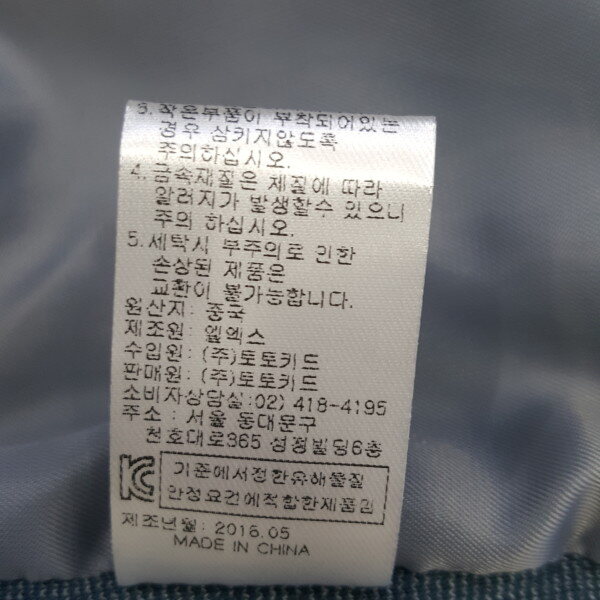 3. 작은부품이 부착되어있는
경우 삼키지않도록
주의하십시오.
4. 금속재질은 체질에 따라
알러지가 발생할수 있으니
주의 하십시오.
5. 세탁시 부주의로 인한
손상된 제품은
교환이 불가능합니다.
원산지: 중국
제조원: 엘엑스
수입원: (주)토토키드
판매원: (주)토토키드
소비자상담실:02) 418-4195
주소 : 서울 동대문구
천호대로365 성정빌딩6층
기준에서정한유해물질
안정요건에적합한제품임
제조년월: 2016.05
MADE IN CHINA